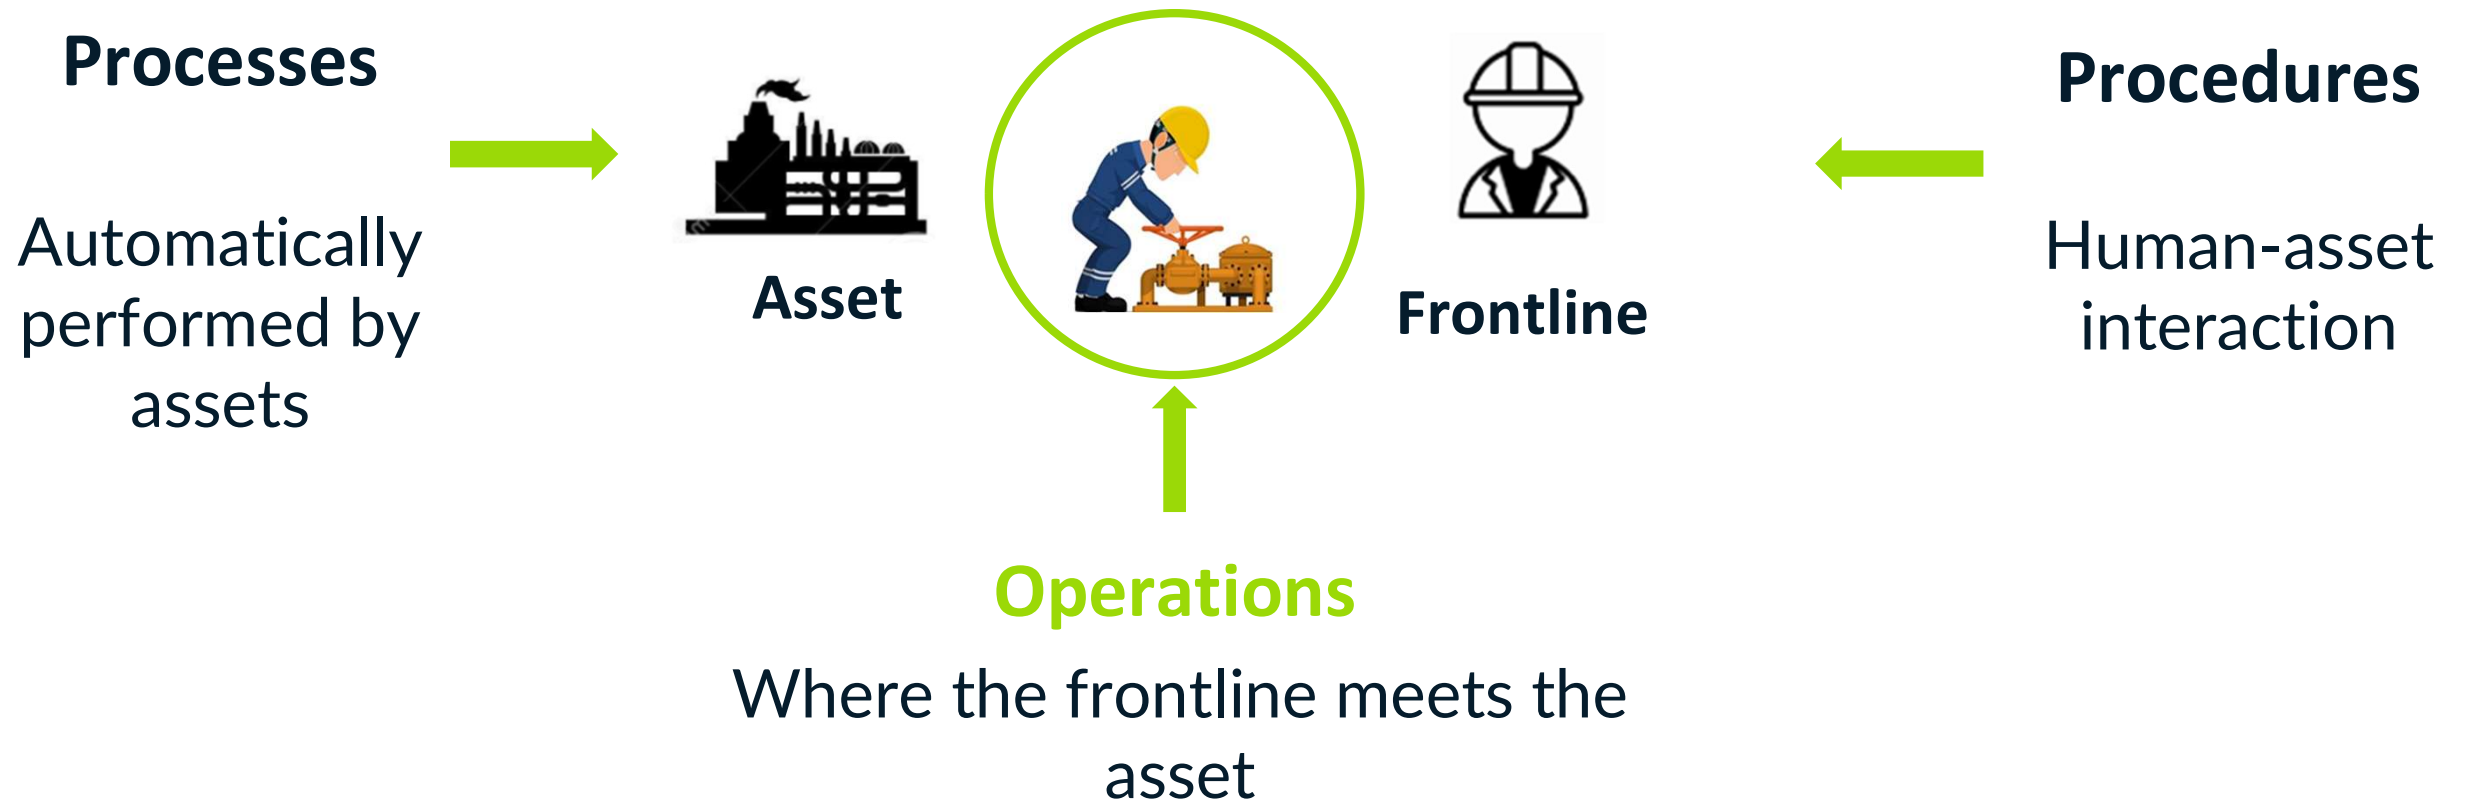 Processes
Automatically
performed by
assets
Asset
Frontline
Procedures
Human-asset
interaction
Operations
Where the frontline meets the
asset